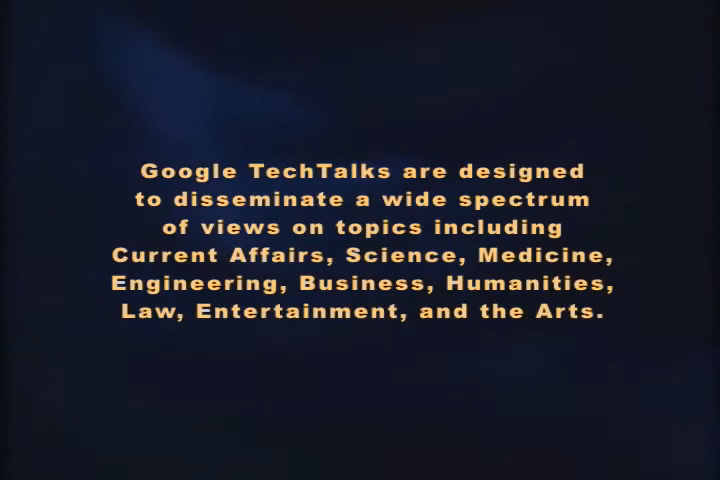 Google TechTalks are designed
to disseminate a wide spectrum
of views on topics including
Current Affairs, Science, Medicine,
Engineering, Business, Humanities,
Law, Entertainment, and the Arts.